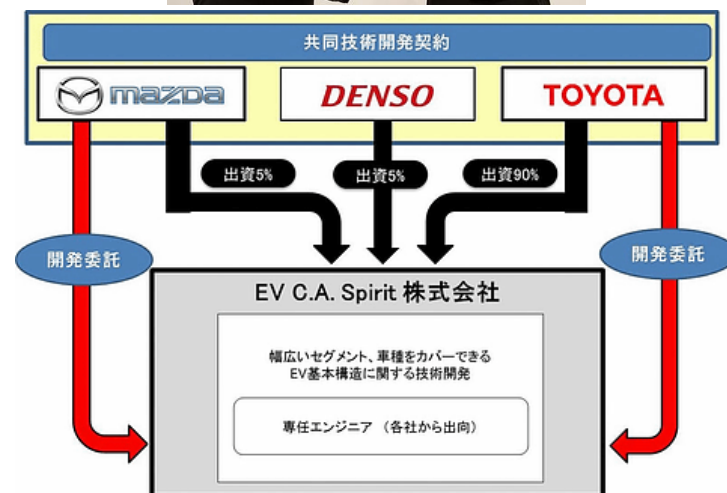 共同技術開発契約
mazda
DENSO
TOYOTA
出資5%
出資5%
出資90%
開発委託
開発委託
EV C.A. Spirit 株式会社
幅広いセグメント、車種をカバーできる
EV基本構造に関する技術開発
専任エンジニア (各社から出向)